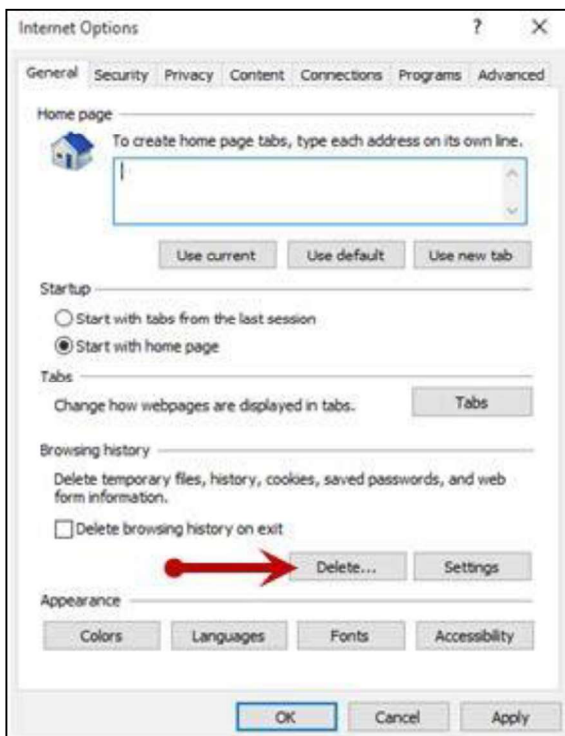 Internet Options ?
General Security Privacy Content Connections Programs Advanced
Home page
To create home page tabs, type each address on its own line.
Use current Use default Use new tab
Startup
Start with tabs from the last session
Start with home page
Tabs
Change how webpages are displayed in tabs. Tabs
Browsing history
Delete temporary files, history, cookies, saved passwords, and web
form information.
Delete browsing history on exit
Delete... Settings
Appearance
Colors Languages Fonts Accessibility
OK Cancel Apply